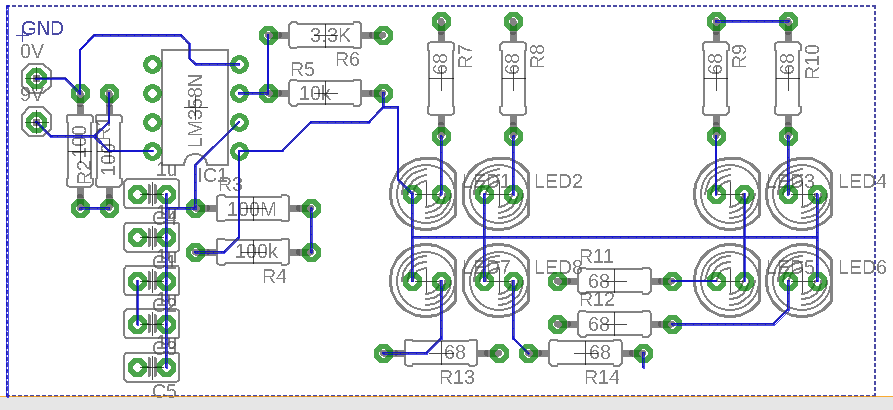 GND
0V
9V
3.3K
R6
R5
10k
68
R7
68
R8
68
R9
68
R10
LM358N
IC1
R2
100
100
1u
R3
100M
100k
R4
C5
LED1
LED2
LED3
LED4
LED7
LED8
LED5
LED6
R11
68
R12
68
68
R13
68
R14